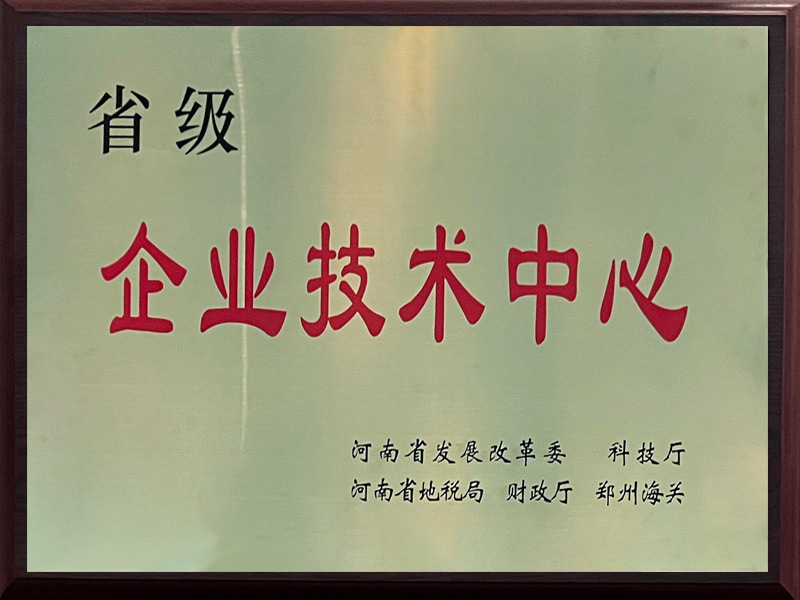 省级
企业技术中心
河南省发展改革委 科技厅
河南省地税局 财政厅 郑州海关